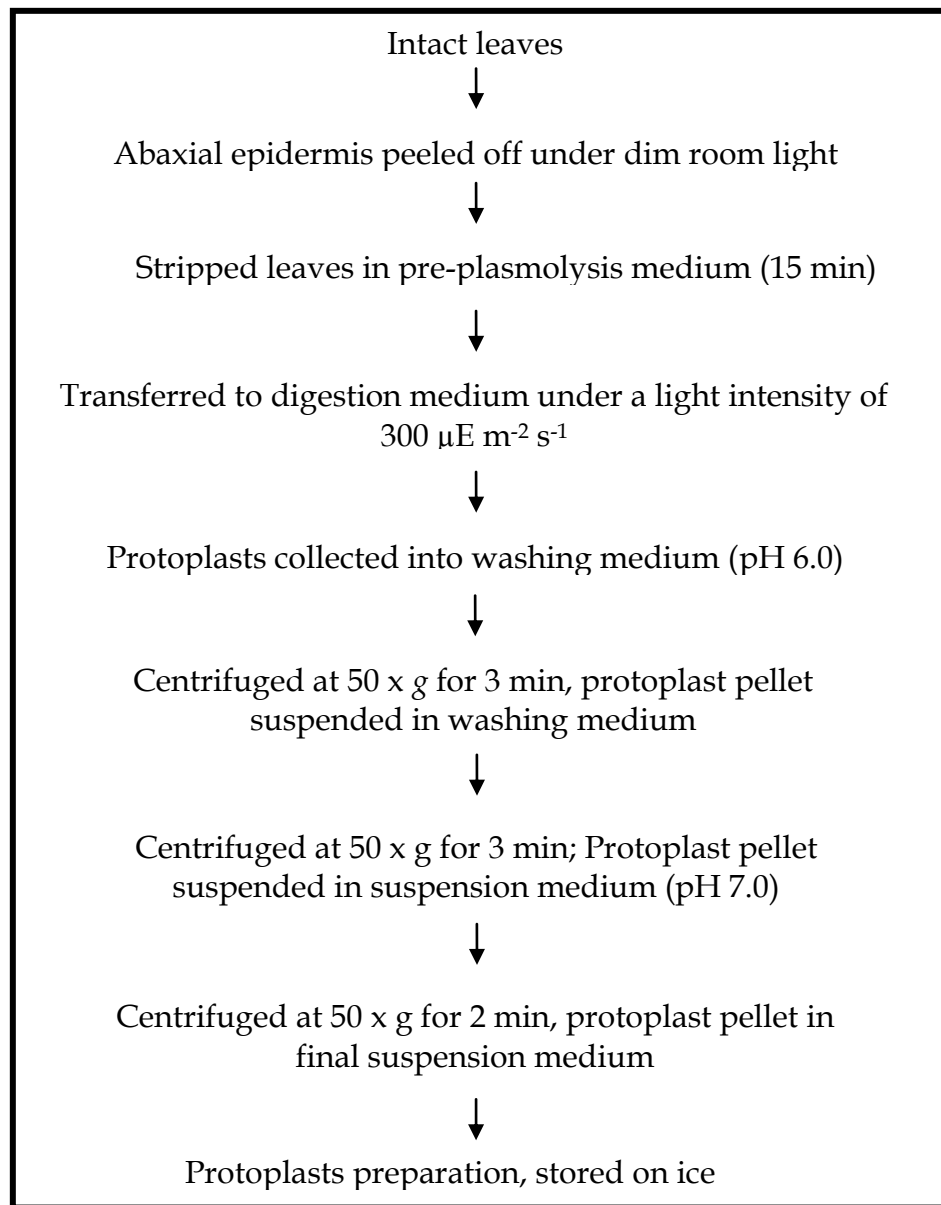 Intact leaves
Abaxial epidermis peeled off under dim room light
Stripped leaves in pre-plasmolysis medium (15 min)
Transferred to digestion medium under a light intensity of
300 µE m⁻² s⁻¹
Protoplasts collected into washing medium (pH 6.0)
Centrifuged at 50 x g for 3 min, protoplast pellet
suspended in washing medium
Centrifuged at 50 x g for 3 min; Protoplast pellet
suspended in suspension medium (pH 7.0)
Centrifuged at 50 x g for 2 min, protoplast pellet in
final suspension medium
Protoplasts preparation, stored on ice